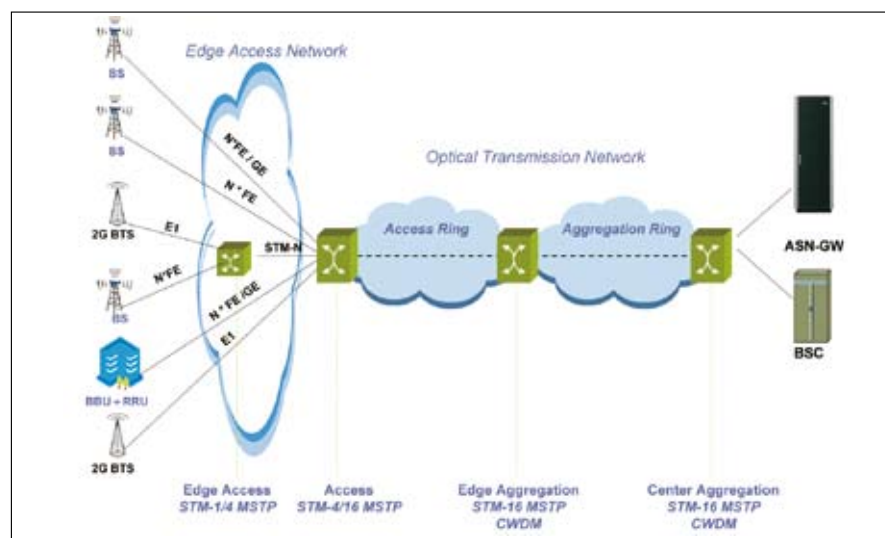 Edge Access Network
BS
N*FE / GE
BS
N * FE
Optical Transmission Network
Access Ring
Aggregation Ring
2G BTS
E1
STM-N
ASN-GW
N*FE
BS
N * FE /GE
E1
BSC
BBU + RRU
2G BTS
Edge Access
STM-1/4 MSTP
Access
STM-4/16 MSTP
Edge Aggregation
STM-16 MSTP
CWDM
Center Aggregation
STM-16 MSTP
CWDM